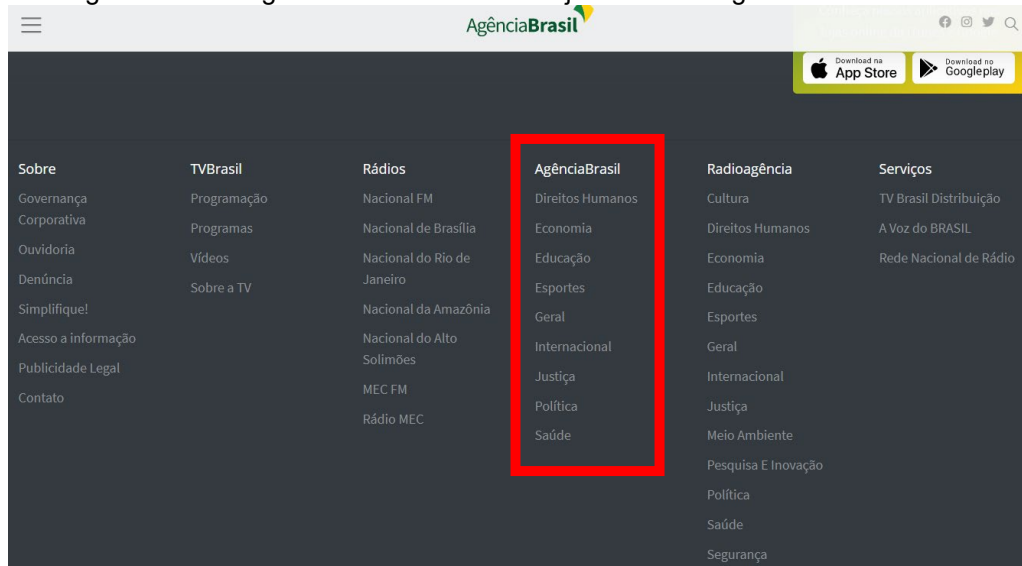 AgênciaBrasil
Download na
App Store
Download no
Googleplay
Sobre
Governança
Corporativa
Ouvidoria
Denúncia
Simplifique!
Acesso a informação
Publicidade Legal
Contato
TVBrasil
Programação
Programas
Vídeos
Sobre a TV
Rádios
Nacional FM
Nacional de Brasília
Nacional do Rio de
Janeiro
Nacional da Amazônia
Nacional do Alto
Solimões
MEC FM
Rádio MEC
AgênciaBrasil
Direitos Humanos
Economia
Educação
Esportes
Geral
Internacional
Justiça
Política
Saúde
Radioagência
Cultura
Direitos Humanos
Economia
Educação
Esportes
Geral
Internacional
Justiça
Meio Ambiente
Pesquisa E Inovação
Política
Saúde
Segurança
Serviços
TV Brasil Distribuição
A Voz do BRASIL
Rede Nacional de Rádio